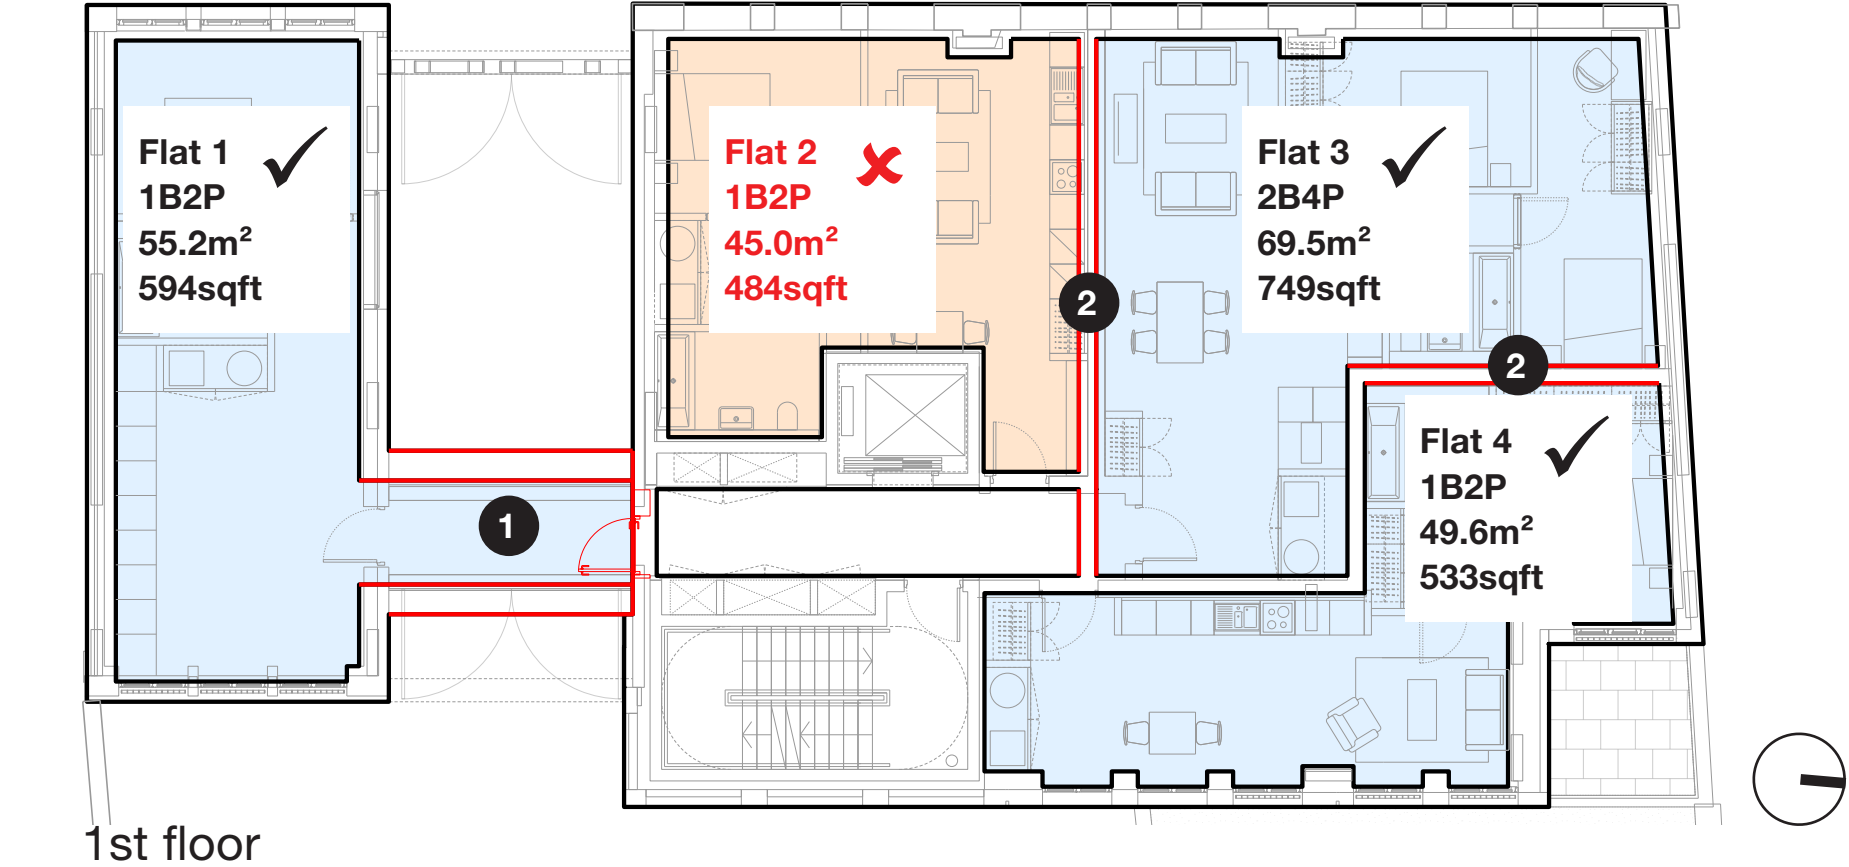 Flat 1
1B2P
55.2m²
594sqft
Flat 2
1B2P
45.0m²
484sqft
Flat 3
2B4P
69.5m²
749sqft
Flat 4
1B2P
49.6m²
533sqft
1
2
2
1st floor